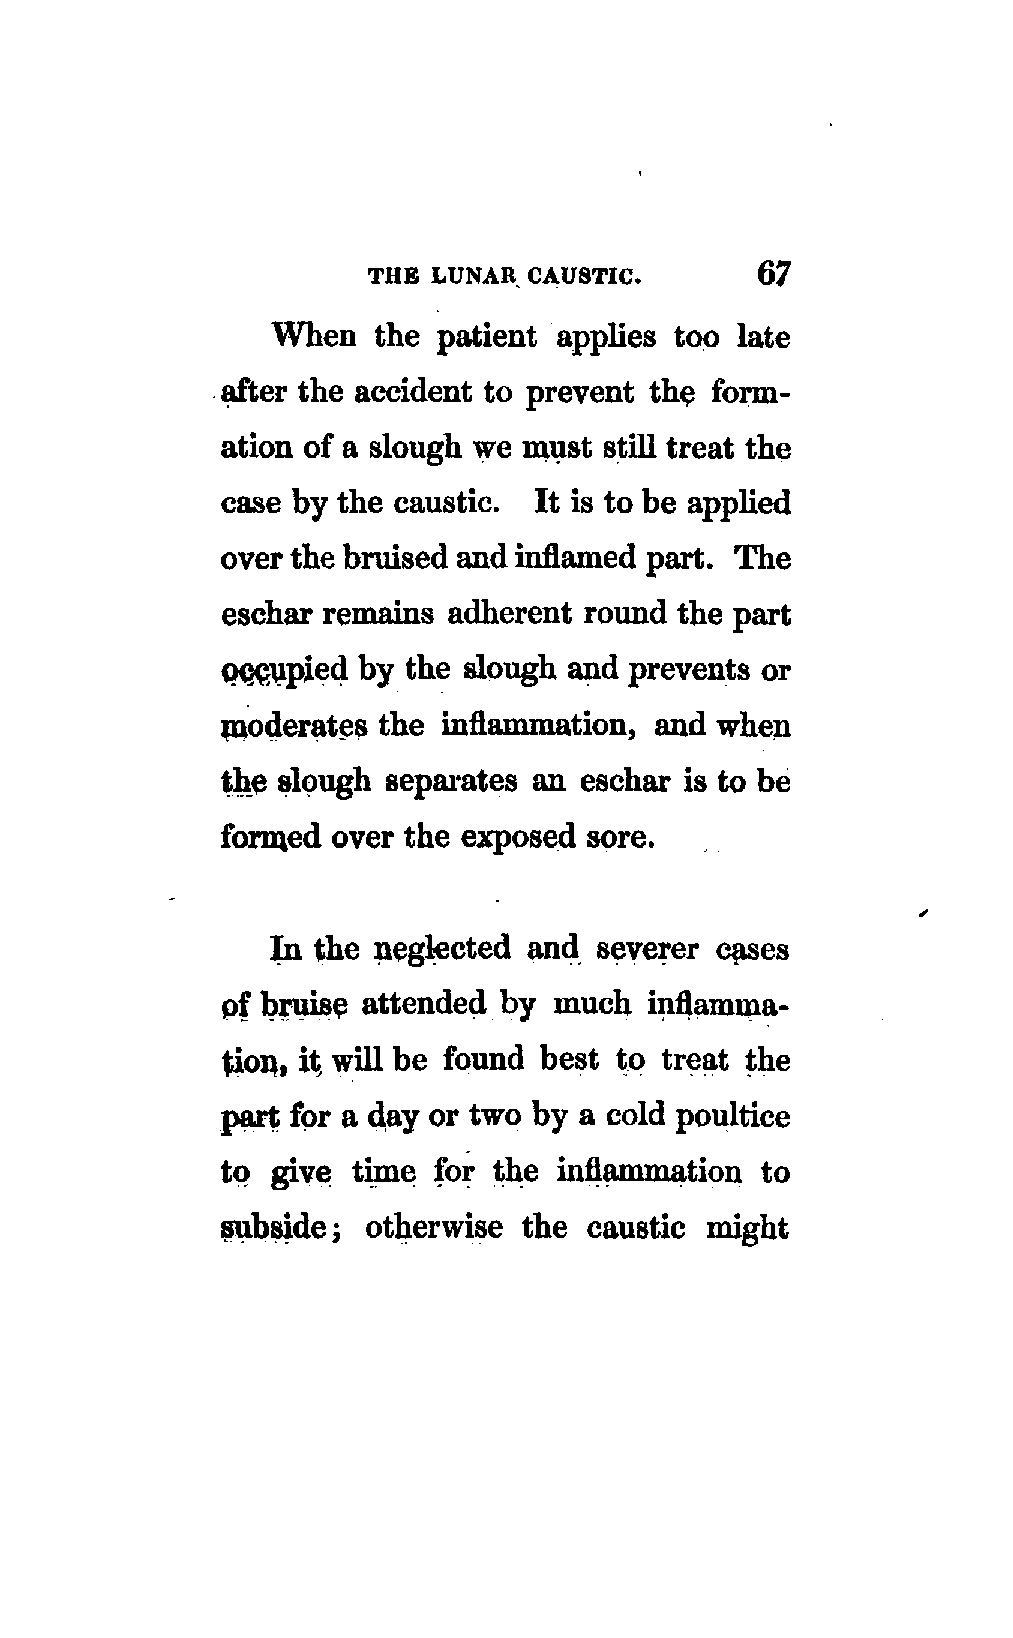 THE LUNAR CAUSTIC. 67
When the patient applies too late
after the accident to prevent the form-
ation of a slough we must still treat the
case by the caustic. It is to be applied
over the bruised and inflamed part. The
eschar remains adherent round the part
occupied by the slough and prevents or
moderates the inflammation, and when
the slough separates an eschar is to be
formed over the exposed sore.
In the neglected and severer cases
of bruise attended by much inflamma-
tion, it will be found best to treat the
part for a day or two by a cold poultice
to give time for the inflammation to
subside; otherwise the caustic might